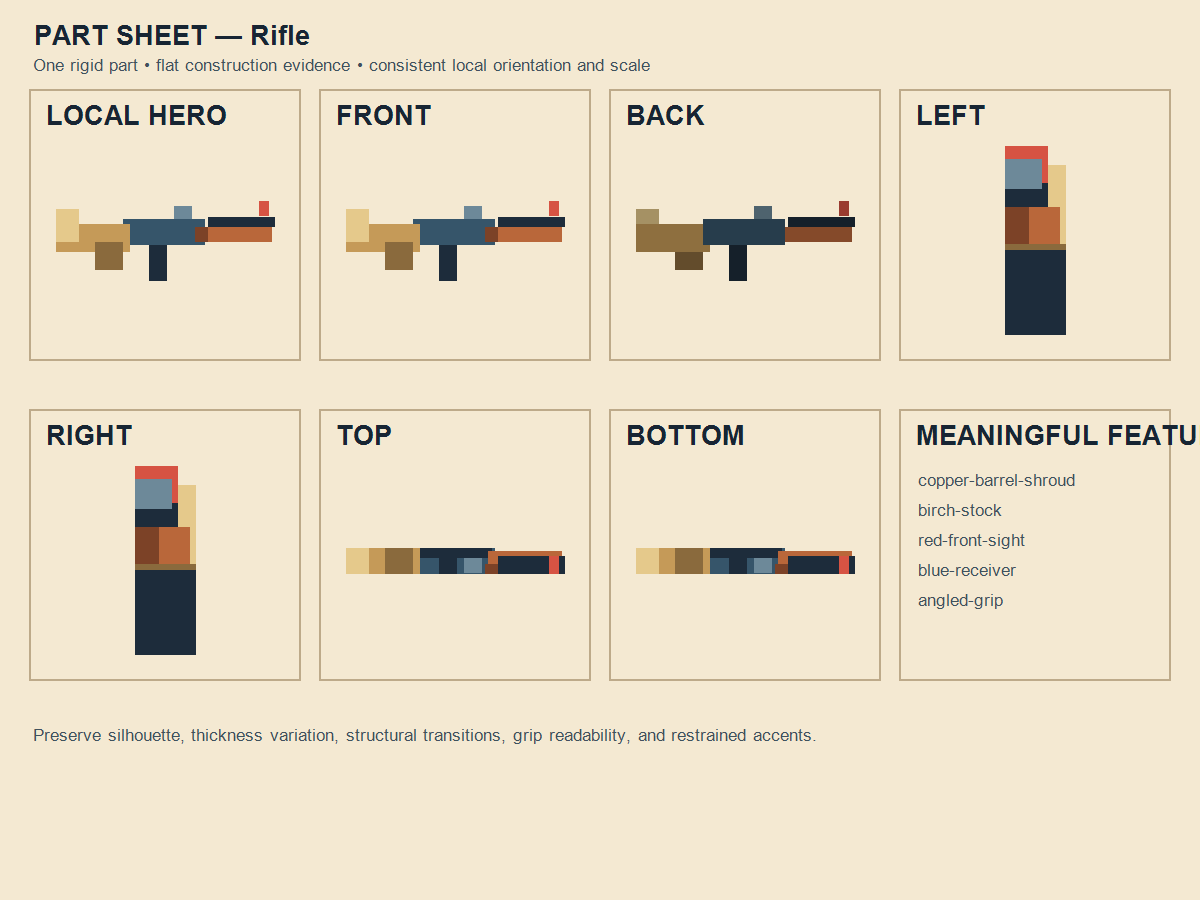 PART SHEET — Rifle
One rigid part • flat construction evidence • consistent local orientation and scale
LOCAL HERO
FRONT
BACK
LEFT
RIGHT
TOP
BOTTOM
MEANINGFUL FEATU
copper-barrel-shroud
birch-stock
red-front-sight
blue-receiver
angled-grip
Preserve silhouette, thickness variation, structural transitions, grip readability, and restrained accents.